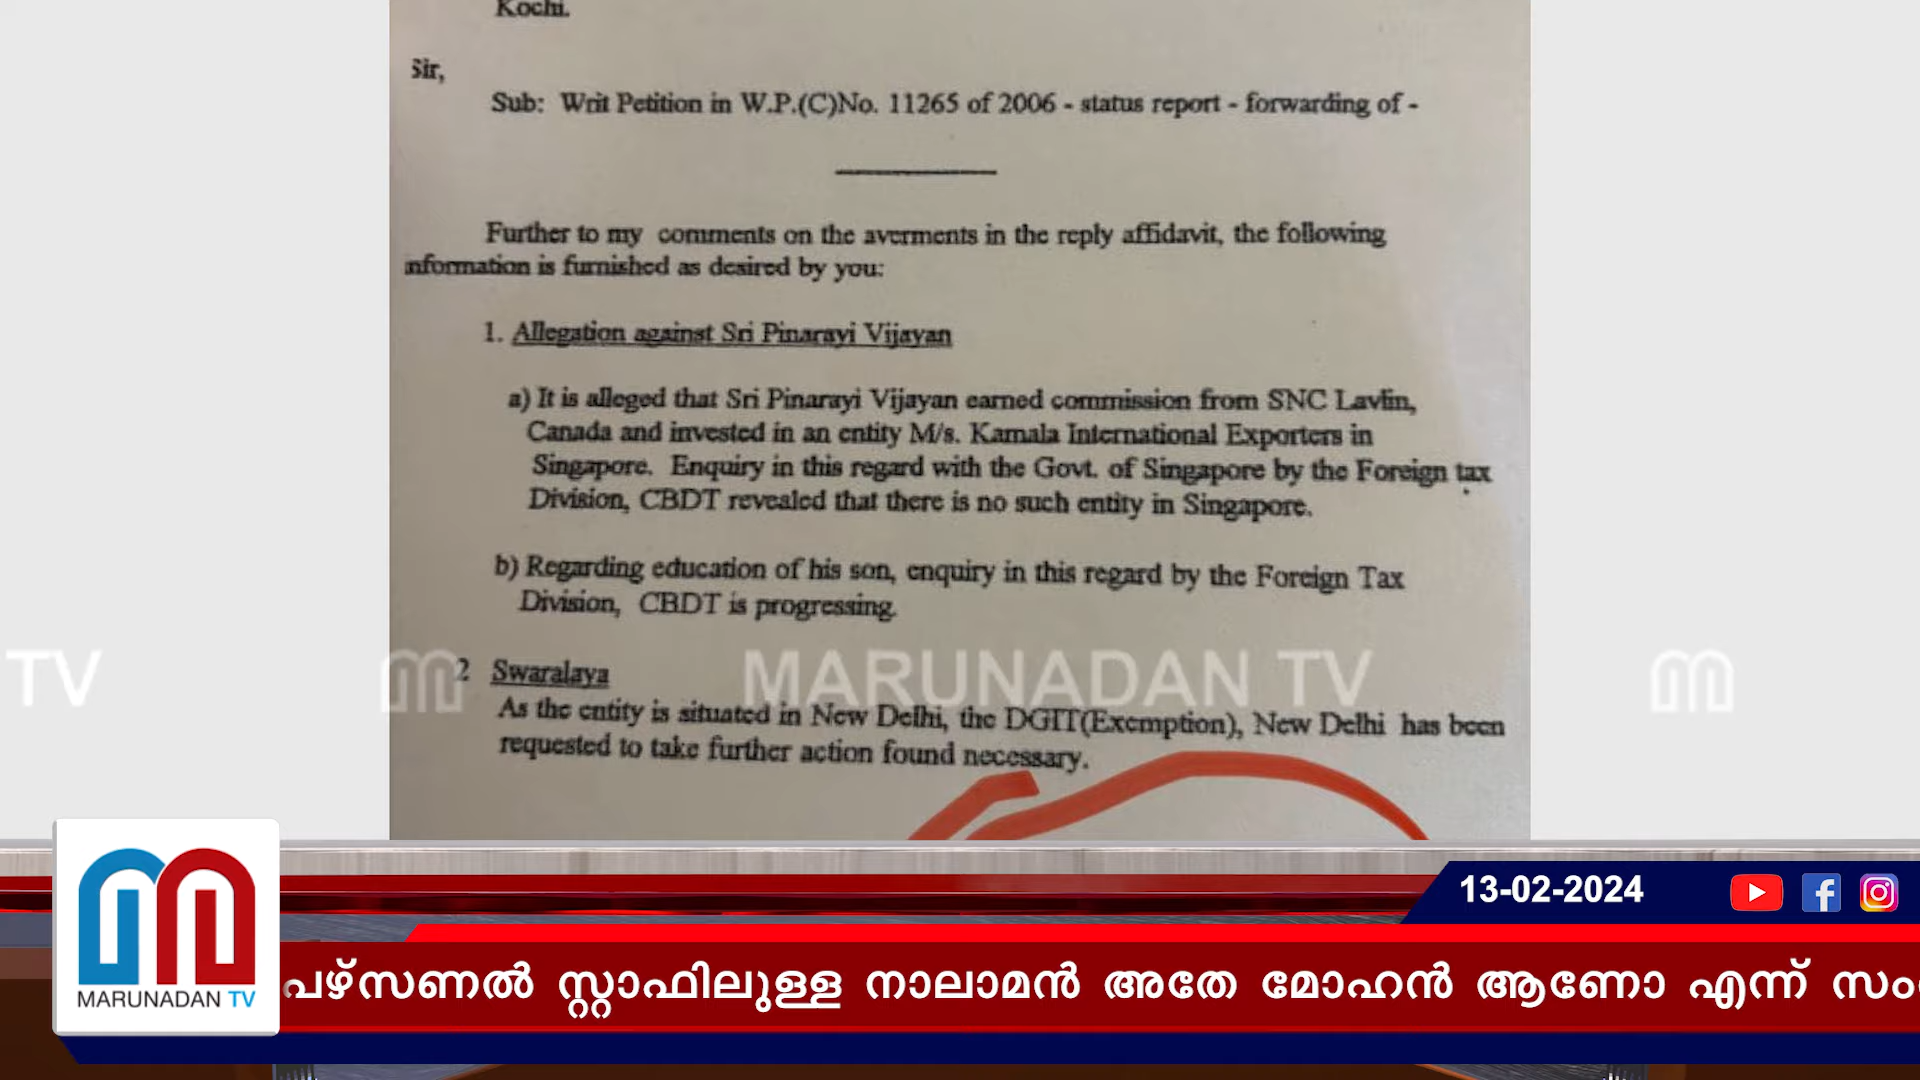 Kochi.
Sir,
Sub: Writ Petition in W.P.(C)No. 11265 of 2006 - status report - forwarding of -
Further to my comments on the averments in the reply affidavit, the following
information is furnished as desired by you:
1. Allegation against Sri Pinarayi Vijayan
a) It is alleged that Sri Pinarayi Vijayan earned commission from SNC Lavlin,
Canada and invested in an entity M/s. Kamala International Exporters in
Singapore. Enquiry in this regard with the Govt. of Singapore by the Foreign tax
Division, CBDT revealed that there is no such entity in Singapore.
b) Regarding education of his son, enquiry in this regard by the Foreign Tax
Division, CBDT is progressing.
TV
MARUNADAN TV
2 Swaralaya
As the entity is situated in New Delhi, the DGIT(Exemption), New Delhi has been
requested to take further action found necessary.
13-02-2024
MARUNADAN TV
പഴ്സണൽ സ്റ്റാഫിലുള്ള നാലാമൻ അതേ മോഹൻ ആണോ എന്ന്